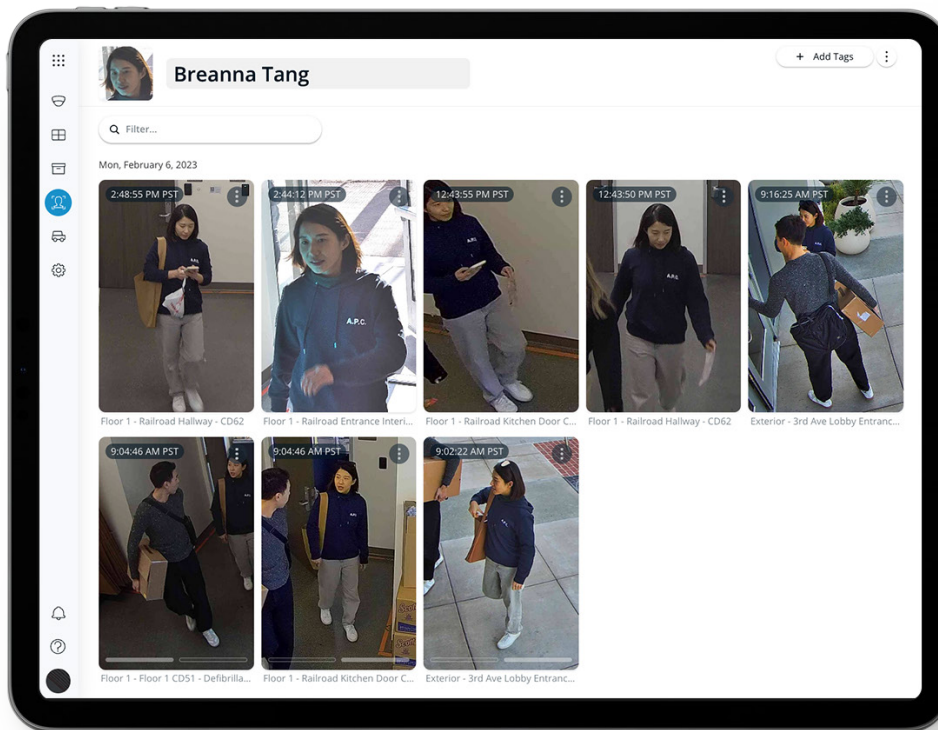 Breanna Tang
+ Add Tags
Filter...
Mon, February 6, 2023
2:48:55 PM PST
2:44:12 PM PST
12:43:55 PM PST
12:43:50 PM PST
9:16:25 AM PST
A.P.C.
A.P.C.
A.P.C.
A.P.C.
Floor 1 - Railroad Hallway - CD62
Floor 1 - Railroad Entrance Interi...
Floor 1 - Railroad Kitchen Door C...
Floor 1 - Railroad Hallway - CD62
Exterior - 3rd Ave Lobby Entranc...
9:04:46 AM PST
9:04:46 AM PST
9:02:22 AM PST
A.P.C.
Floor 1 - Floor 1 CD51 - Defibrilla...
Floor 1 - Railroad Kitchen Door C...
Exterior - 3rd Ave Lobby Entranc...